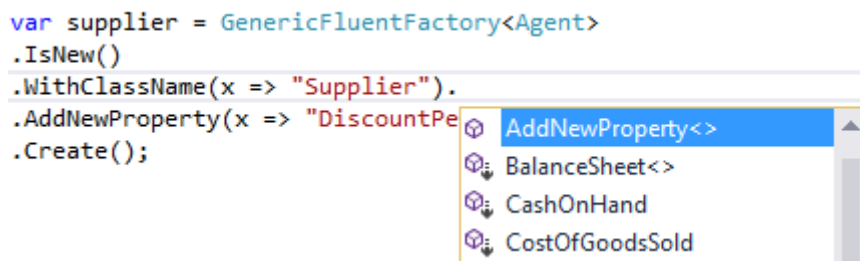 var supplier = GenericFluentFactory<Agent>
.IsNew()
.WithClassName(x => "Supplier").
.AddNewProperty(x => "DiscountPe
.Create();
AddNewProperty<>
BalanceSheet<>
CashOnHand
CostOfGoodsSold